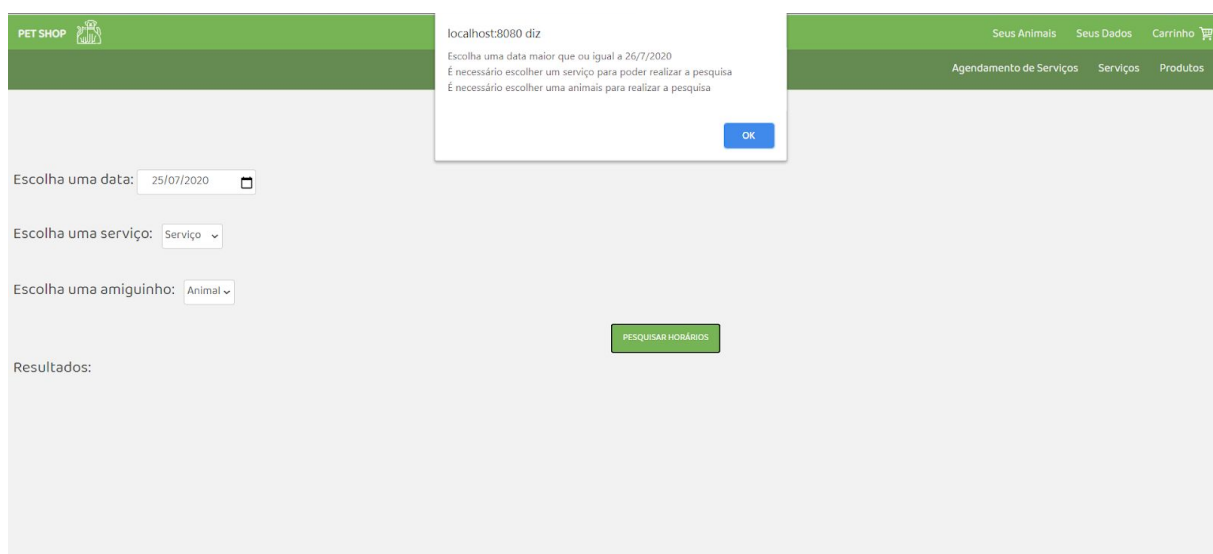 PET SHOP
Seus Animais Seus Dados Carrinho
Agendamento de Serviços Serviços Produtos
localhost:8080 diz
Escolha uma data maior que ou igual a 26/7/2020
É necessário escolher um serviço para poder realizar a pesquisa
É necessário escolher uma animais para realizar a pesquisa
OK
Escolha uma data: 25/07/2020
Escolha uma serviço: Serviço
Escolha uma amiguinho: Animal
PESQUISAR HORÁRIOS
Resultados: